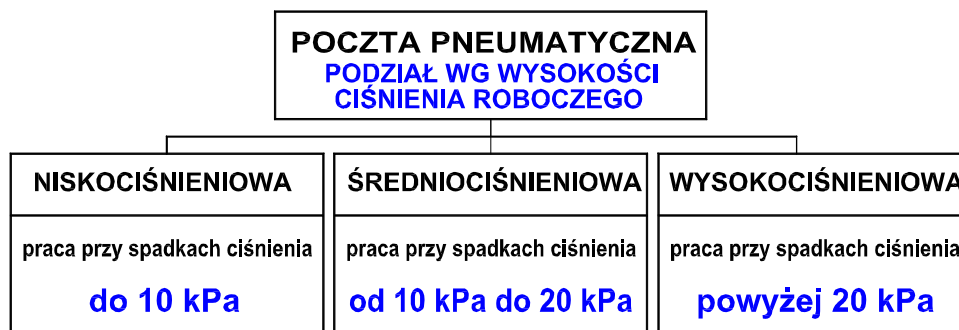 POCZTA PNEUMATYCZNA
PODZIAŁ WG WYSOKOŚCI
CIŚNIENIA ROBOCZEGO
NISKOCIŚNIENIOWA
praca przy spadkach ciśnienia
do 10 kPa
ŚREDNIOCIŚNIENIOWA
praca przy spadkach ciśnienia
od 10 kPa do 20 kPa
WYSOKOCIŚNIENIOWA
praca przy spadkach ciśnienia
powyżej 20 kPa